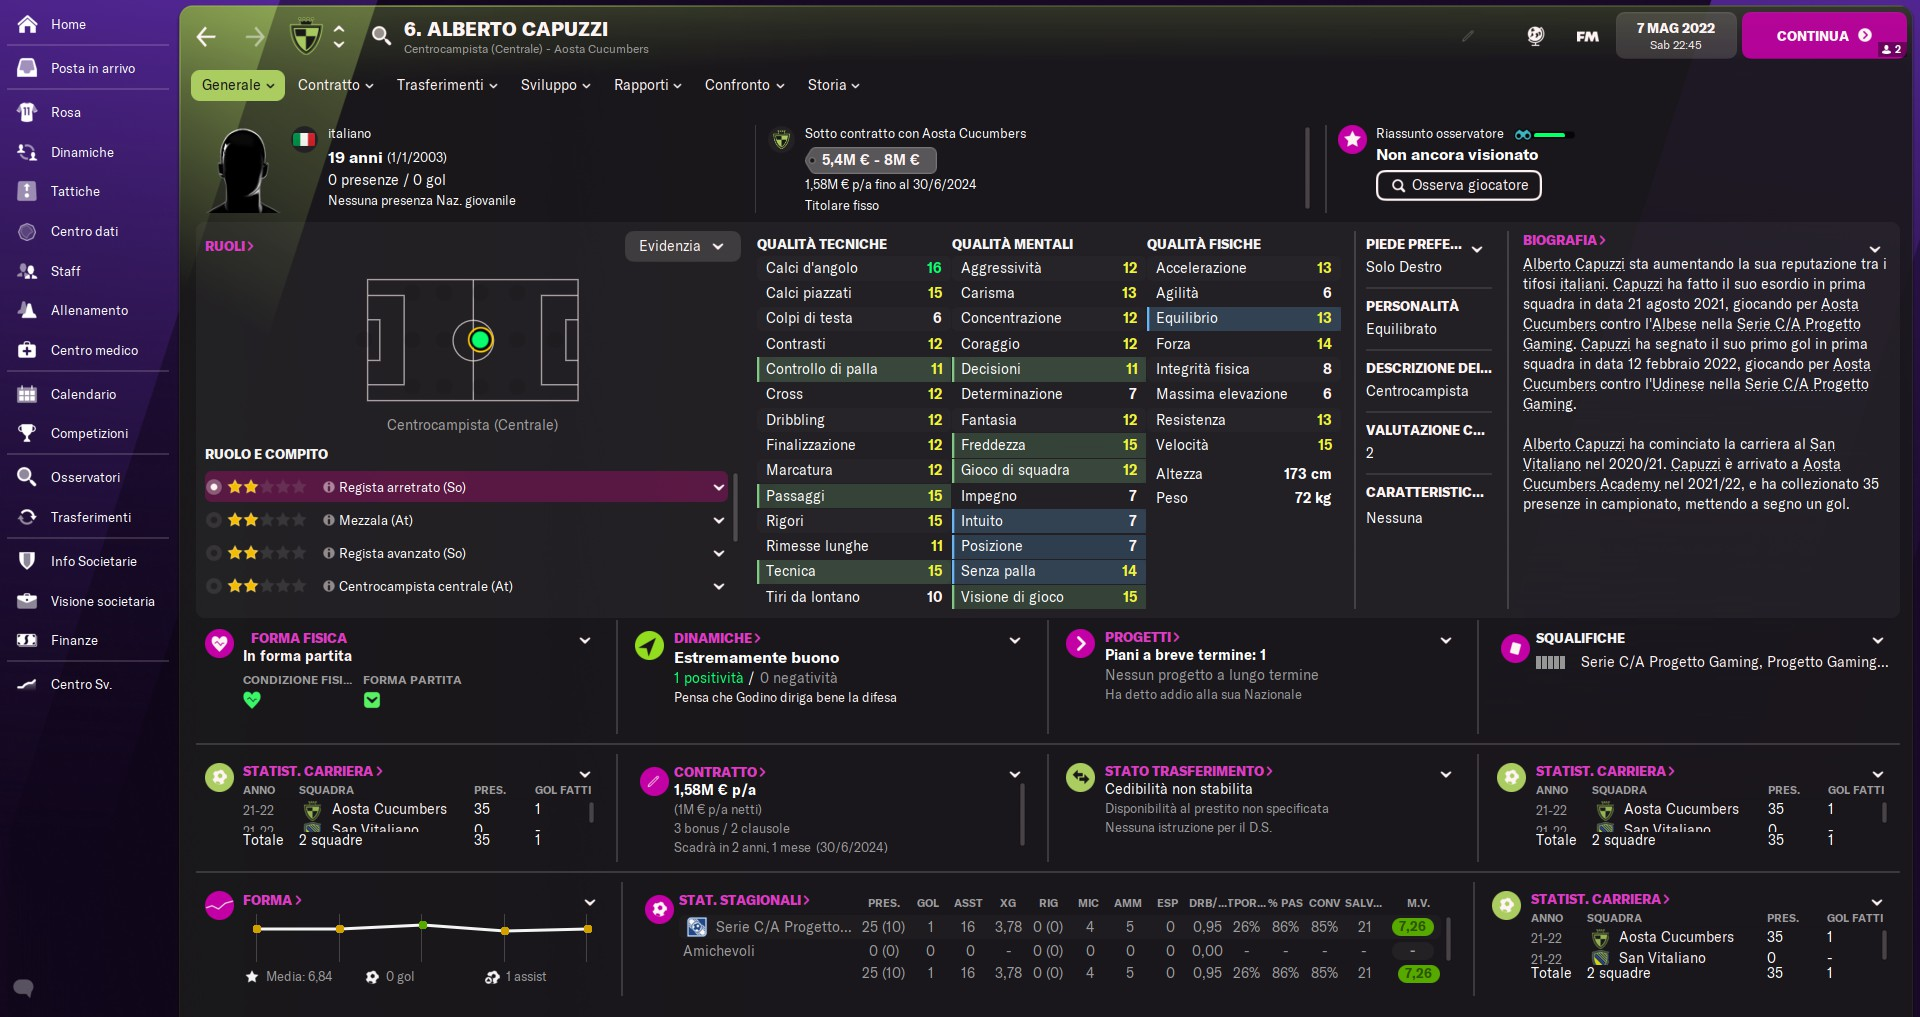 Home
Posta in arrivo
Rosa
Dinamiche
Tattiche
Centro dati
Staff
Allenamento
Centro medico
Calendario
Competizioni
Osservatori
Trasferimenti
Info Societarie
Visione societaria
Finanze
Centro Sv.
6. ALBERTO CAPUZZI
Centrocampista (Centrale) - Aosta Cucumbers
FM
7 MAG 2022
Sab 22:45
CONTINUA
2
Generale
Contratto
Trasferimenti
Sviluppo
Rapporti
Confronto
Storia
italiano
19 anni (1/1/2003)
0 presenze / 0 gol
Nessuna presenza Naz. giovanile
Sotto contratto con Aosta Cucumbers
5,4M € - 8M €
1,58M € p/a fino al 30/6/2024
Titolare fisso
Riassunto osservatore
Non ancora visionato
Osserva giocatore
RUOLI
Evidenzia
Centrocampista (Centrale)
RUOLO E COMPITO
Regista arretrato (So)
Mezzala (At)
Regista avanzato (So)
Centrocampista centrale (At)
QUALITÀ TECNICHE
Calci d'angolo 16
Calci piazzati 15
Colpi di testa 6
Contrasti 12
Controllo di palla 11
Cross 12
Dribbling 12
Finalizzazione 12
Marcatura 12
Passaggi 15
Rigori 15
Rimesse lunghe 11
Tecnica 15
Tiri da lontano 10
QUALITÀ MENTALI
Aggressività 12
Carisma 13
Concentrazione 12
Coraggio 12
Decisioni 11
Determinazione 7
Fantasia 12
Freddezza 15
Gioco di squadra 12
Impegno 7
Intuito 7
Posizione 7
Senza palla 14
Visione di gioco 15
QUALITÀ FISICHE
Accelerazione 13
Agilità 6
Equilibrio 13
Forza 14
Integrità fisica 8
Massima elevazione 6
Resistenza 13
Velocità 15
Altezza 173 cm
Peso 72 kg
PIEDE PREFE...
Solo Destro
PERSONALITÀ
Equilibrato
DESCRIZIONE DEI...
Centrocampista
VALUTAZIONE C...
2
CARATTERISTIC...
Nessuna
BIOGRAFIA
Alberto Capuzzi sta aumentando la sua reputazione tra i
tifosi italiani. Capuzzi ha fatto il suo esordio in prima
squadra in data 21 agosto 2021, giocando per Aosta
Cucumbers contro l'Albese nella Serie C/A Progetto
Gaming. Capuzzi ha segnato il suo primo gol in prima
squadra in data 12 febbraio 2022, giocando per Aosta
Cucumbers contro l'Udinese nella Serie C/A Progetto
Gaming.
Alberto Capuzzi ha cominciato la carriera al San
Vitaliano nel 2020/21. Capuzzi è arrivato a Aosta
Cucumbers Academy nel 2021/22, e ha collezionato 35
presenze in campionato, mettendo a segno un gol.
FORMA FISICA
In forma partita
CONDIZIONE FISI... FORMA PARTITA
DINAMICHE
Estremamente buono
1 positività / 0 negatività
Pensa che Godino diriga bene la difesa
PROGETTI
Piani a breve termine: 1
Nessun progetto a lungo termine
Ha detto addio alla sua Nazionale
SQUALIFICHE
Serie C/A Progetto Gaming, Progetto Gaming...
STATIST. CARRIERA
ANNO SQUADRA PRES. GOL FATTI
21-22 Aosta Cucumbers 35 1
21-22 San Vitaliano 0 -
Totale 2 squadre 35 1
CONTRATTO
1,58M € p/a
(1M € p/a netti)
3 bonus / 2 clausole
Scadrà in 2 anni, 1 mese (30/6/2024)
STATO TRASFERIMENTO
Cedibilità non stabilita
Disponibilità al prestito non specificata
Nessuna istruzione per il D.S.
STATIST. CARRIERA
ANNO SQUADRA PRES. GOL FATTI
21-22 Aosta Cucumbers 35 1
21-22 San Vitaliano 0 -
Totale 2 squadre 35 1
FORMA
Media: 6,84
0 gol
1 assist
STAT. STAGIONALI PRES. GOL ASST XG RIG MIC AMM ESP DRB/... TPOR... % PAS CONV SALV... M.V.
Serie C/A Progetto... 25 (10) 1 16 3,78 0 (0) 4 5 0 0,95 26% 86% 85% 21 7,26
Amichevoli 0 (0) 0 0 - 0 (0) 0 0 0 0,00 - - - - -
25 (10) 1 16 3,78 0 (0) 4 5 0 0,95 26% 86% 85% 21 7,26
STATIST. CARRIERA
ANNO SQUADRA PRES. GOL FATTI
21-22 Aosta Cucumbers 35 1
21-22 San Vitaliano 0 -
Totale 2 squadre 35 1